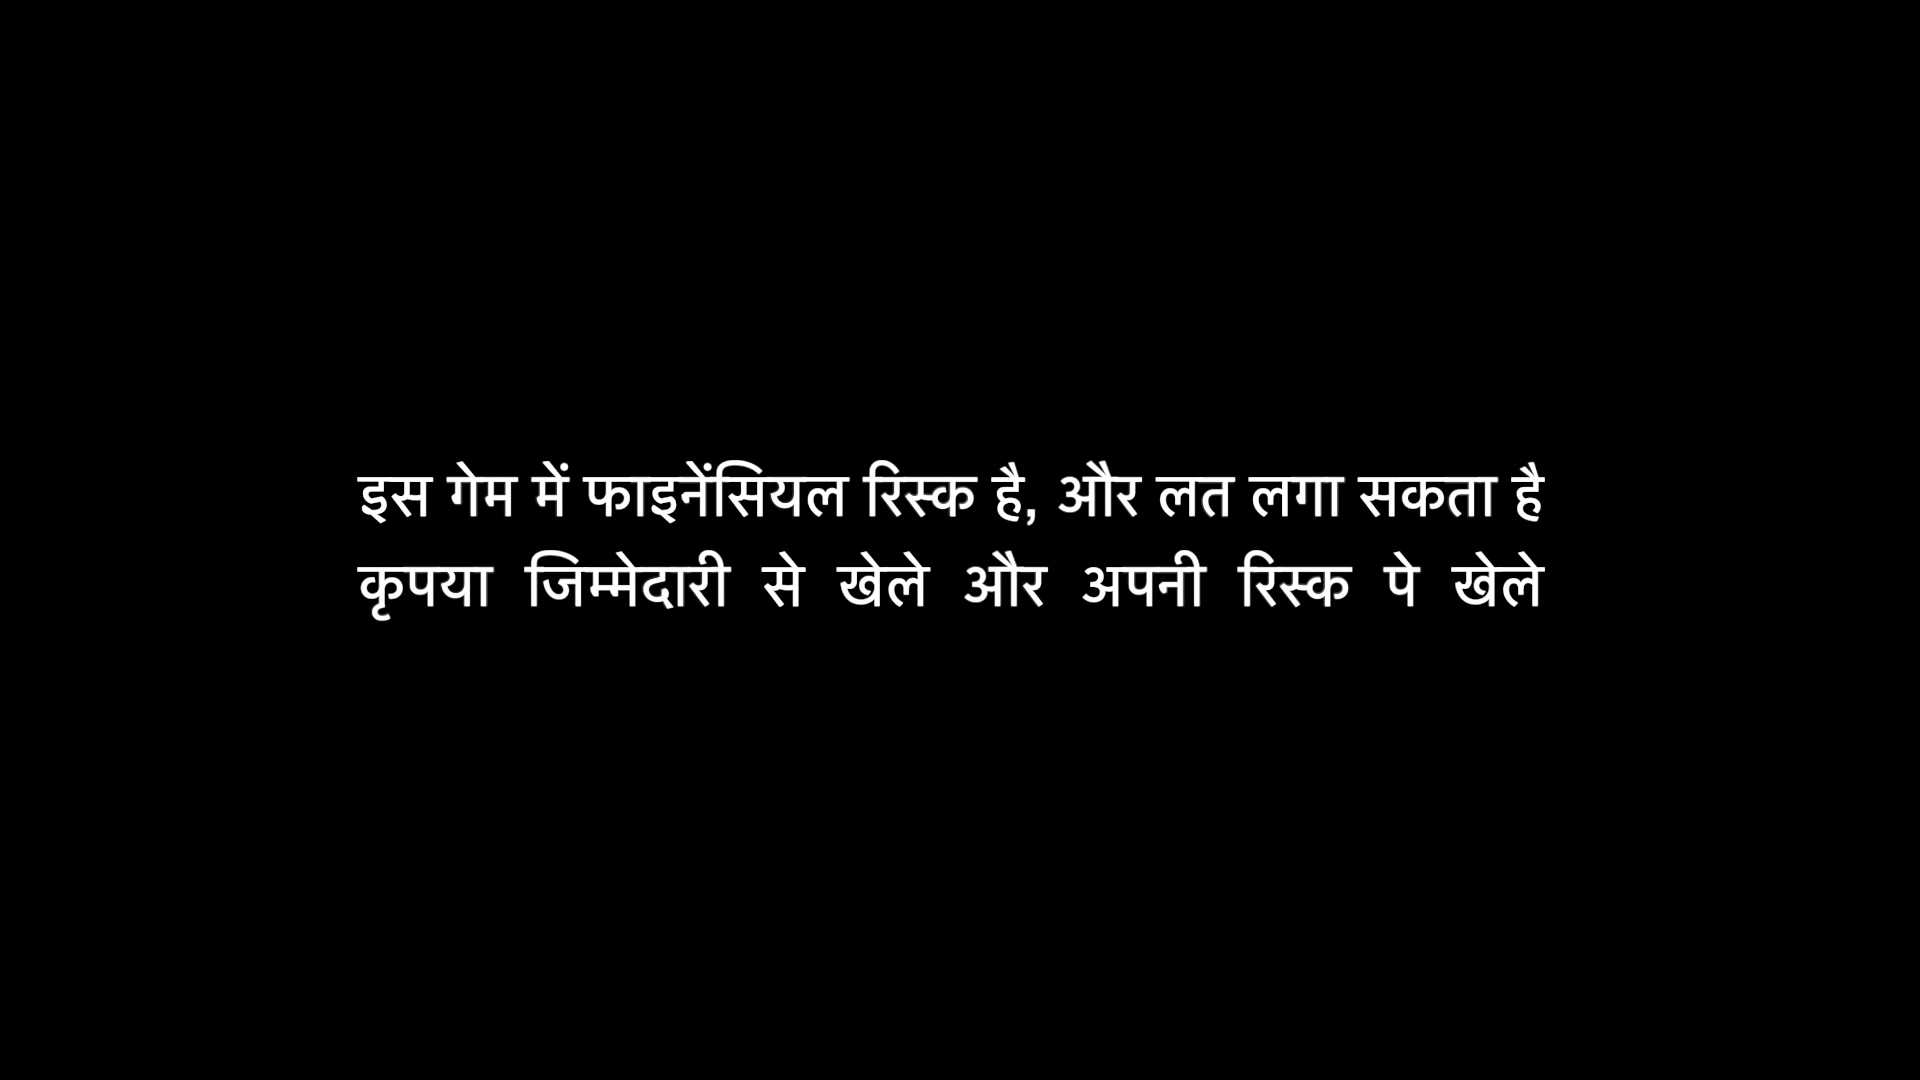 इस गेम में फाइनेंसियल रिस्क है, और लत लगा सकता है
कृपया जिम्मेदारी से खेले और अपनी रिस्क पे खेले